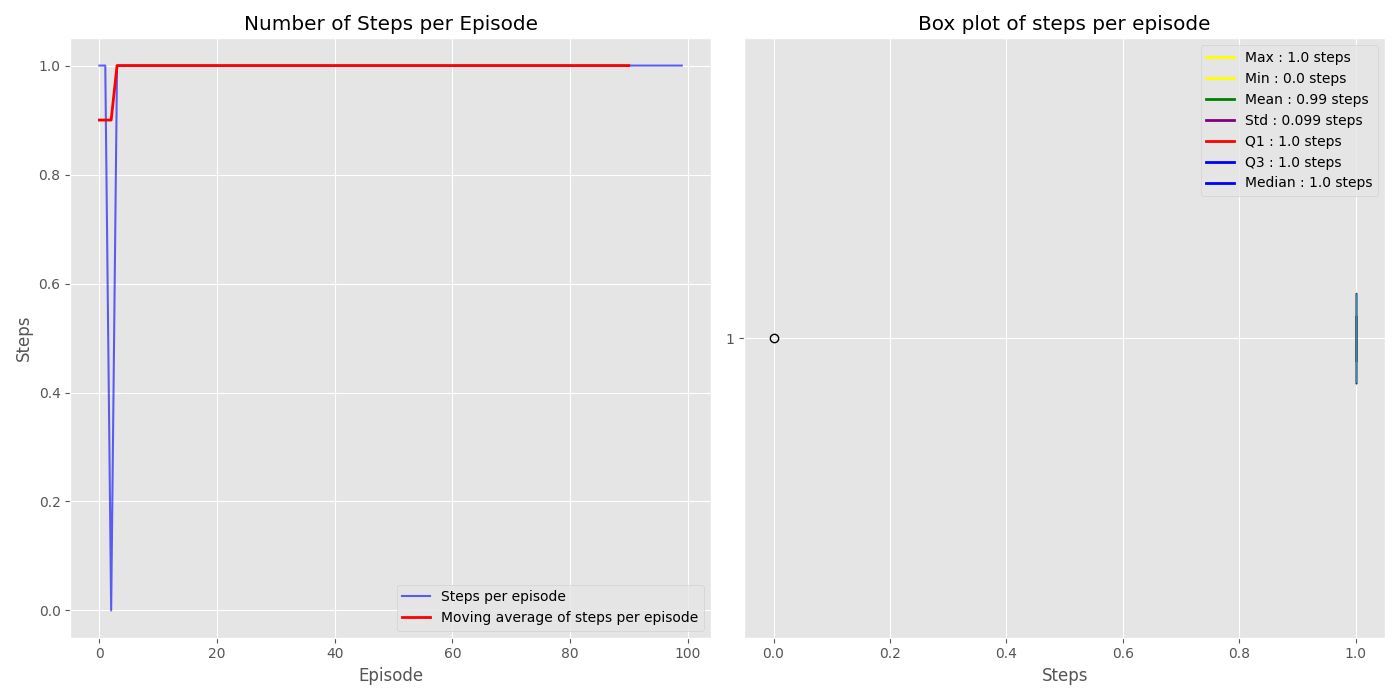 Number of Steps per Episode
1.0
0.8
0.6
0.4
0.2
0.0
Steps
0
20
40
60
80
100
Episode
Steps per episode
Moving average of steps per episode
Box plot of steps per episode
Max : 1.0 steps
Min : 0.0 steps
Mean : 0.99 steps
Std : 0.099 steps
Q1 : 1.0 steps
Q3 : 1.0 steps
Median : 1.0 steps
1
0.0
0.2
0.4
0.6
0.8
1.0
Steps